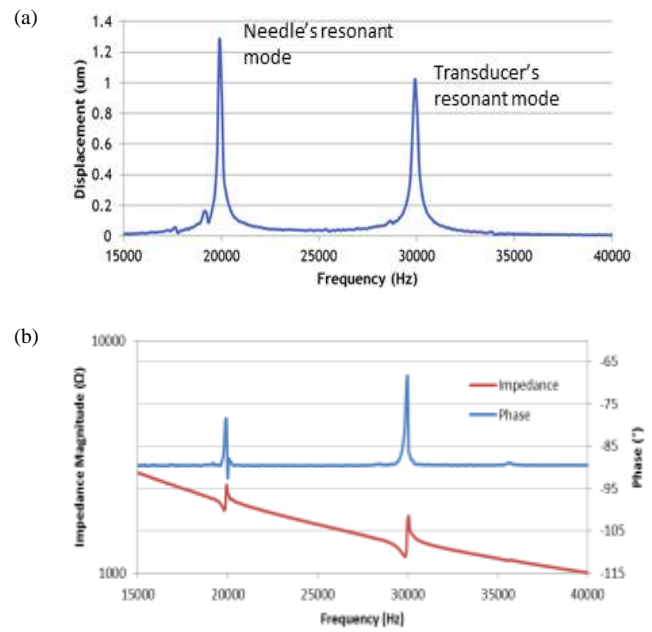 (a)
Displacement (um)
1.4
1.2
1
0.8
0.6
0.4
0.2
0
Needle's resonant
mode
Transducer's
resonant mode
15000 20000 25000 30000 35000 40000
Frequency (Hz)
(b)
Impedance Magnitude (Ω)
10000
1000
Impedance
Phase
-65
-75
-85
-95
-105
-115
Phase (°)
15000 20000 25000 30000 35000 40000
Frequency (Hz)